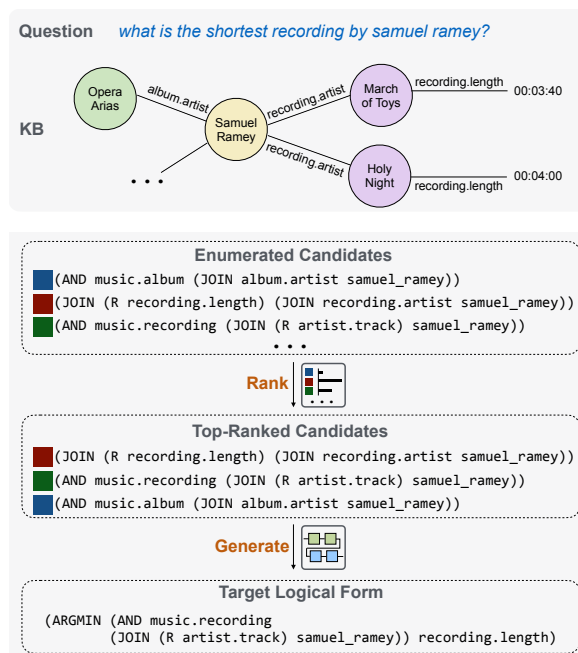 Question what is the shortest recording by samuel ramey?
KB
Opera
Arias
album.artist
Samuel
Ramey
recording.artist
March
of Toys
recording.length
00:03:40
recording.artist
Holy
Night
recording.length
00:04:00
• • •
Enumerated Candidates
(AND music.album (JOIN album.artist samuel_ramey))
(JOIN (R recording.length) (JOIN recording.artist samuel_ramey))
(AND music.recording (JOIN (R artist.track) samuel_ramey))
• • •
Rank
• • •
Top-Ranked Candidates
(JOIN (R recording.length) (JOIN recording.artist samuel_ramey))
(AND music.recording (JOIN (R artist.track) samuel_ramey))
(AND music.album (JOIN album.artist samuel_ramey))
Generate
Target Logical Form
(ARGMIN (AND music.recording
(JOIN (R artist.track) samuel_ramey)) recording.length)